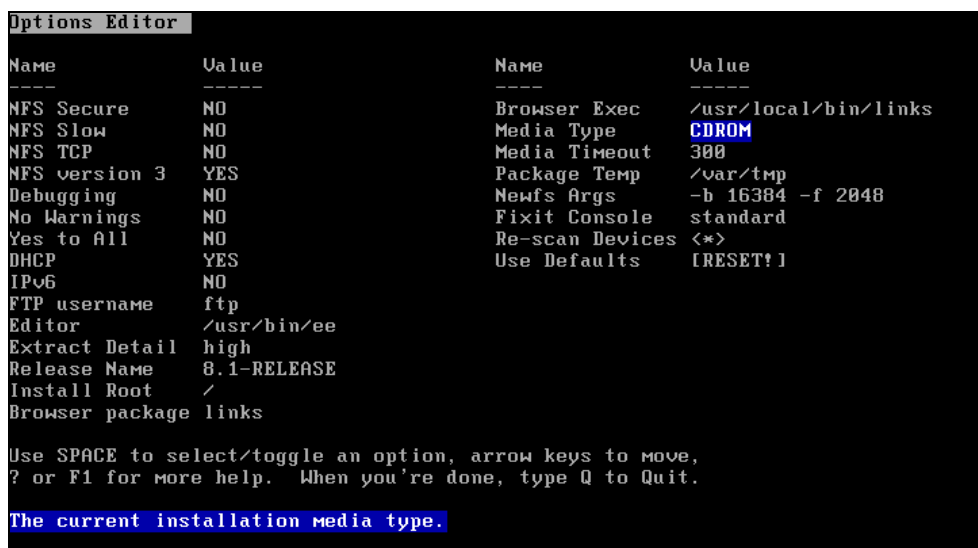 Options Editor
Name Value Name Value
---- ----- ---- -----
NFS Secure NO Browser Exec /usr/local/bin/links
NFS Slow NO Media Type CDROM
NFS TCP NO Media Timeout 300
NFS version 3 YES Package Temp /var/tmp
Debugging NO Newfs Args -b 16384 -f 2048
No Warnings NO Fixit Console standard
Yes to All NO Re-scan Devices <*>
DHCP YES Use Defaults [RESET!]
IPv6 NO
FTP username ftp
Editor /usr/bin/ee
Extract Detail high
Release Name 8.1-RELEASE
Install Root /
Browser package links
Use SPACE to select/toggle an option, arrow keys to move,
? or F1 for more help. When you're done, type Q to Quit.
The current installation media type.